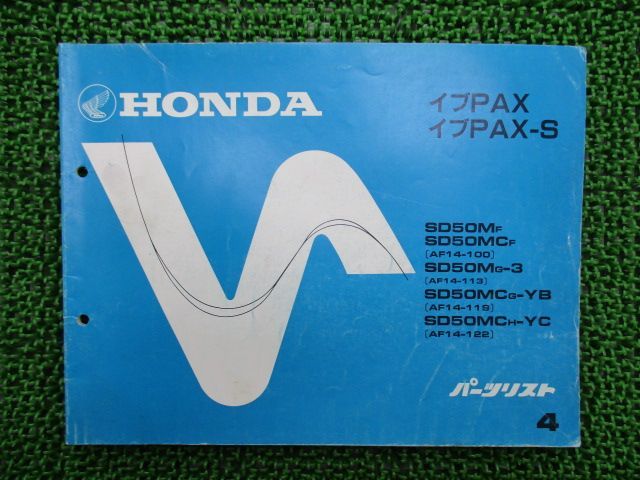 HONDA
イブPAX
イブPAX-S
SD50MF
SD50MCF
(AF14-100)
SD50MG-3
(AF14-113)
SD50MCG-YB
(AF14-119)
SD50MCH-YC
(AF14-122)
パーツリスト
4